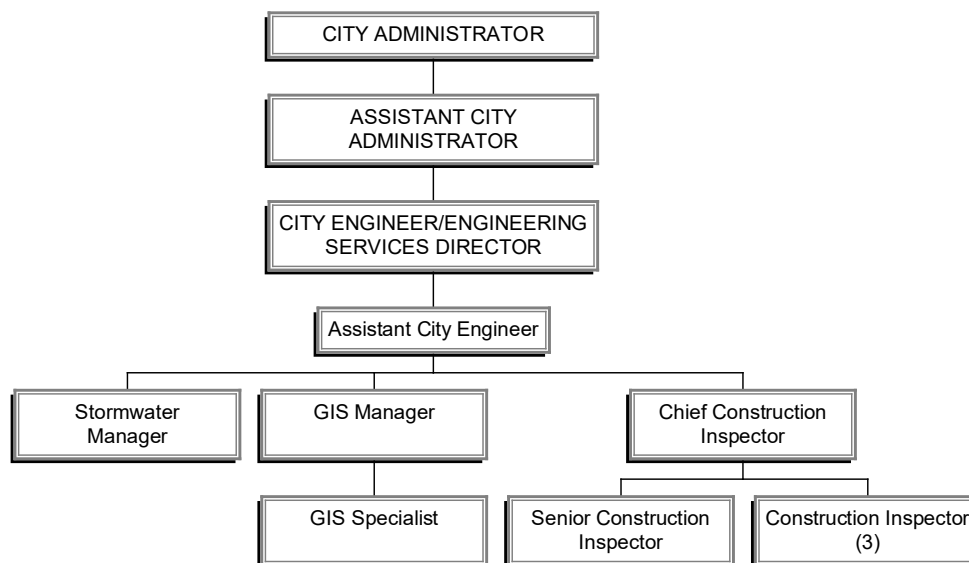 CITY ADMINISTRATOR
ASSISTANT CITY
ADMINISTRATOR
CITY ENGINEER/ENGINEERING
SERVICES DIRECTOR
Assistant City Engineer
Stormwater
Manager
GIS Manager
Chief Construction
Inspector
GIS Specialist
Senior Construction
Inspector
Construction Inspector
(3)